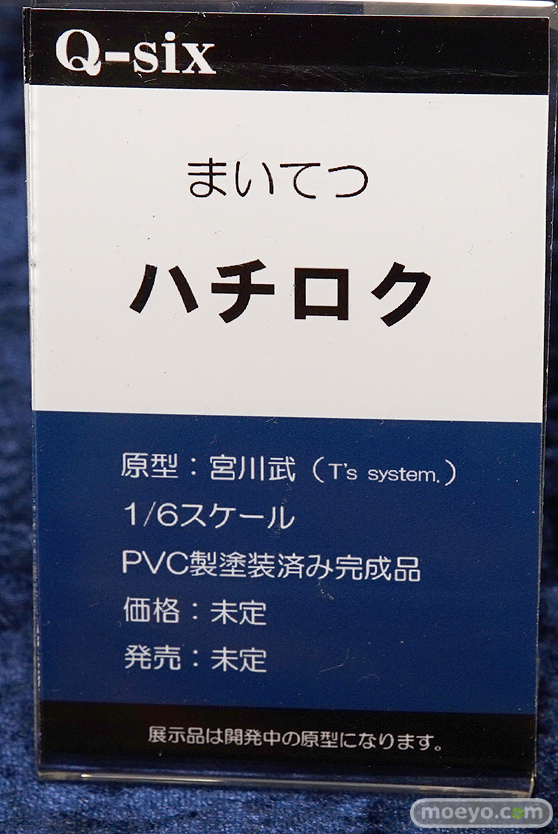 Q-six
まいてつ
ハチロク
原型：宮川武（T's system.）
1/6スケール
PVC製塗装済み完成品
価格：未定
発売：未定
展示品は開発中の原型になります。
moeyo.com